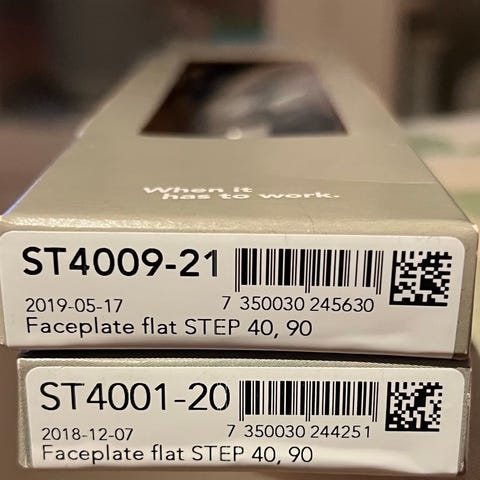 When it
has to work.
ST4009-21
2019-05-17
7 350030 245630
Faceplate flat STEP 40, 90
ST4001-20
2018-12-07
7 350030 244251
Faceplate flat STEP 40, 90